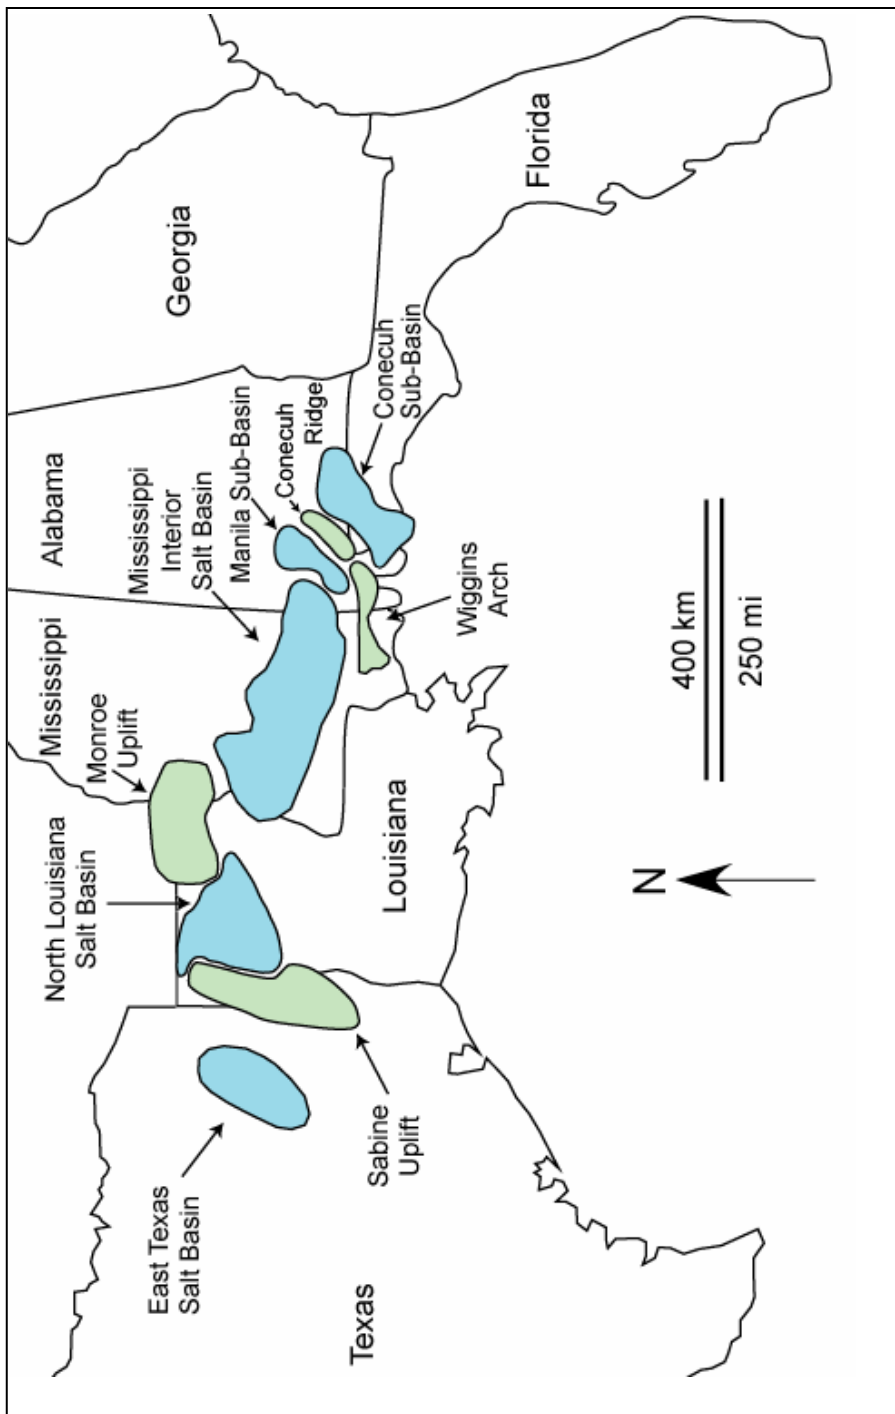 Mississippi
Alabama
Georgia
Florida
Monroe
Uplift
Mississippi
Interior
Salt Basin
Manila Sub-Basin
Conecuh
Ridge
Conecuh
Sub-Basin
North Louisiana
Salt Basin
East Texas
Salt Basin
Sabine
Uplift
Louisiana
Wiggins
Arch
Texas
N
400 km
250 mi